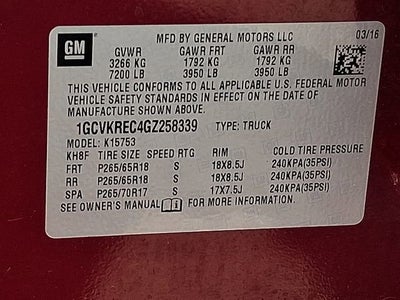 GM
MFD BY GENERAL MOTORS LLC 03/16
GVWR GAWR FRT GAWR RR
3266 KG 1792 KG 1792 KG
7200 LB 3950 LB 3950 LB
THIS VEHICLE CONFORMS TO ALL APPLICABLE U.S. FEDERAL MOTOR
VEHICLE SAFETY STANDARDS IN EFFECT ON THE DATE OF
MANUFACTURE SHOWN ABOVE.
1GCVKREC4GZ258339 TYPE: TRUCK
MODEL: K15753
KH8F TIRE SIZE SPEED RTG RIM COLD TIRE PRESSURE
FRT P265/65R18 S 18X8.5J 240KPA(35PSI)
RR P265/65R18 S 18X8.5J 240KPA(35PSI)
SPA P265/70R17 S 17X7.5J 240KPA(35PSI)
SEE OWNER'S MANUAL FOR MORE INFORMATION.